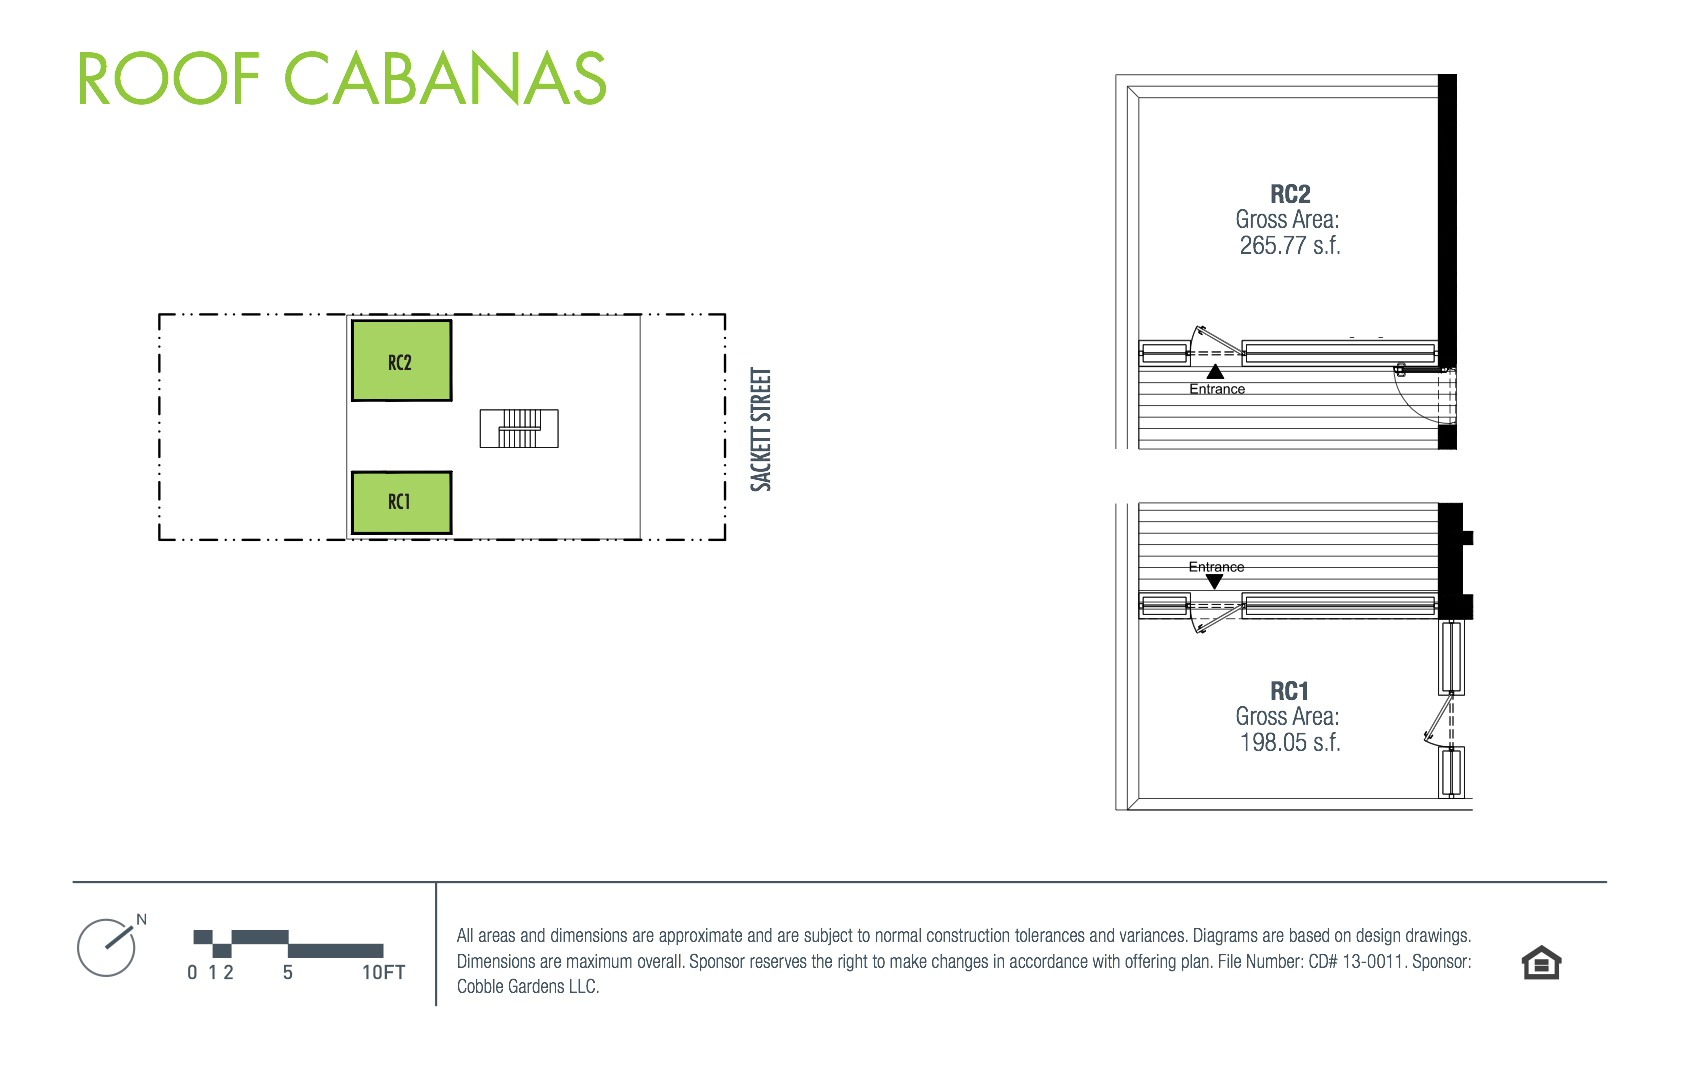 ROOF CABANAS
RC2
Gross Area:
265.77 s.f.
Entrance
RC2
RC1
SACKETT STREET
Entrance
RC1
Gross Area:
198.05 s.f.
N
0 1 2 5 10FT
All areas and dimensions are approximate and are subject to normal construction tolerances and variances. Diagrams are based on design drawings.
Dimensions are maximum overall. Sponsor reserves the right to make changes in accordance with offering plan. File Number: CD# 13-0011. Sponsor:
Cobble Gardens LLC.